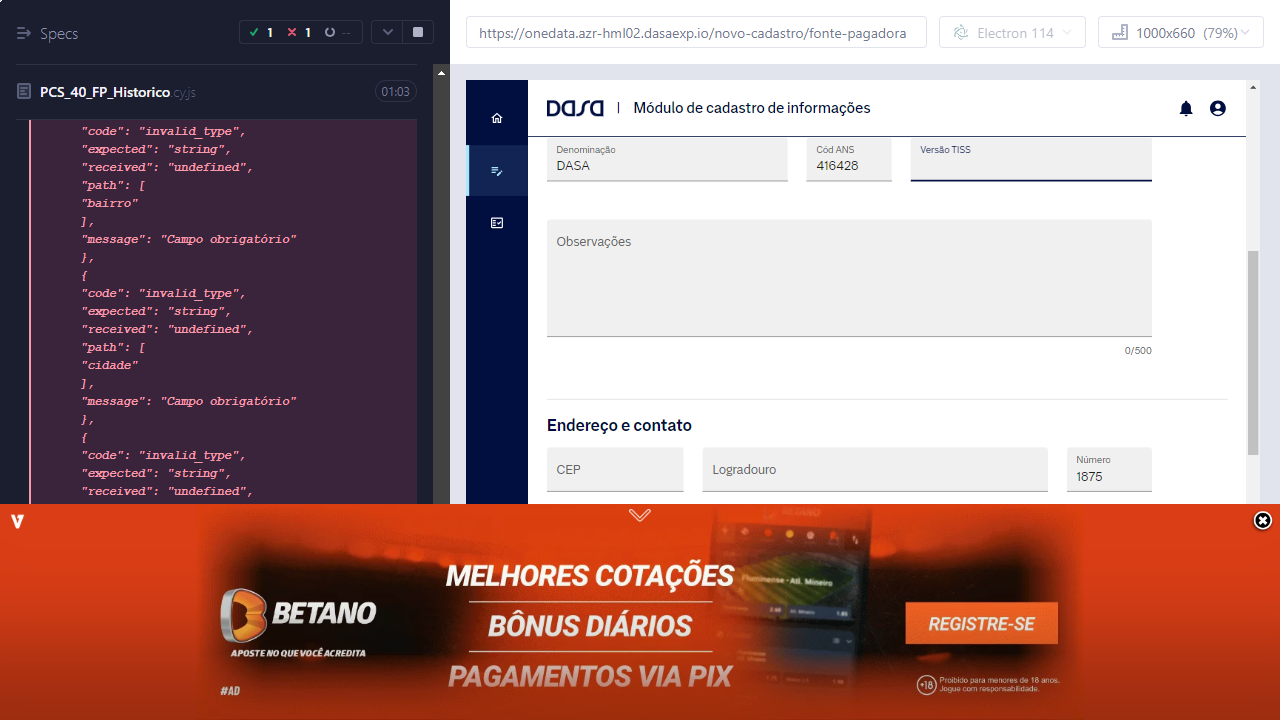 Specs
1
1
--
https://onedata.azr-hml02.dasaexp.io/novo-cadastro/fonte-pagadora
Electron 114
1000x660 (79%)
PCS_40_FP_Historico.cy.js
01:03
"code": "invalid_type",
"expected": "string",
"received": "undefined",
"path": [
"bairro"
],
"message": "Campo obrigatório"
},
{
"code": "invalid_type",
"expected": "string",
"received": "undefined",
"path": [
"cidade"
],
"message": "Campo obrigatório"
},
{
"code": "invalid_type",
"expected": "string",
"received": "undefined",
DASA
Módulo de cadastro de informações
Denominação
DASA
Cód ANS
416428
Versão TISS
Observações
0/500
Endereço e contato
CEP
Logradouro
Número
1875
V
BETANO
APOSTE NO QUE VOCÊ ACREDITA
#AD
MELHORES COTAÇÕES
BÔNUS DIÁRIOS
PAGAMENTOS VIA PIX
BETANO
Fluminense - Atl. Mineiro
REGISTRE-SE
+18
Proibido para menores de 18 anos.
Jogue com responsabilidade.